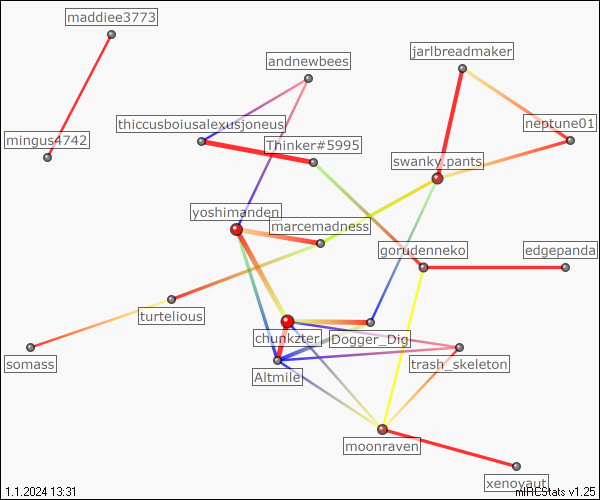 maddiee3773
jarlbreadmaker
andnewbees
thiccusboiusalexusjoneus
neptune01
mingus4742
Thinker#5995
swanky.pants
yoshimanden
marcemadness
gorudenneko
edgepanda
turtelious
chunkzter
Dogger_Dig
somass
trash_skeleton
Altmile
moonraven
xenovaut
1.1.2024 13:31
mIRCStats v1.25